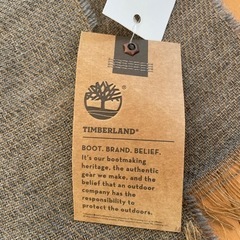 TIMBERLAND®
BOOT. BRAND. BELIEF.
It's our bootmaking
heritage, the authentic
gear we make, and the
belief that an outdoor
company has the
responsibility to
protect the outdoors.